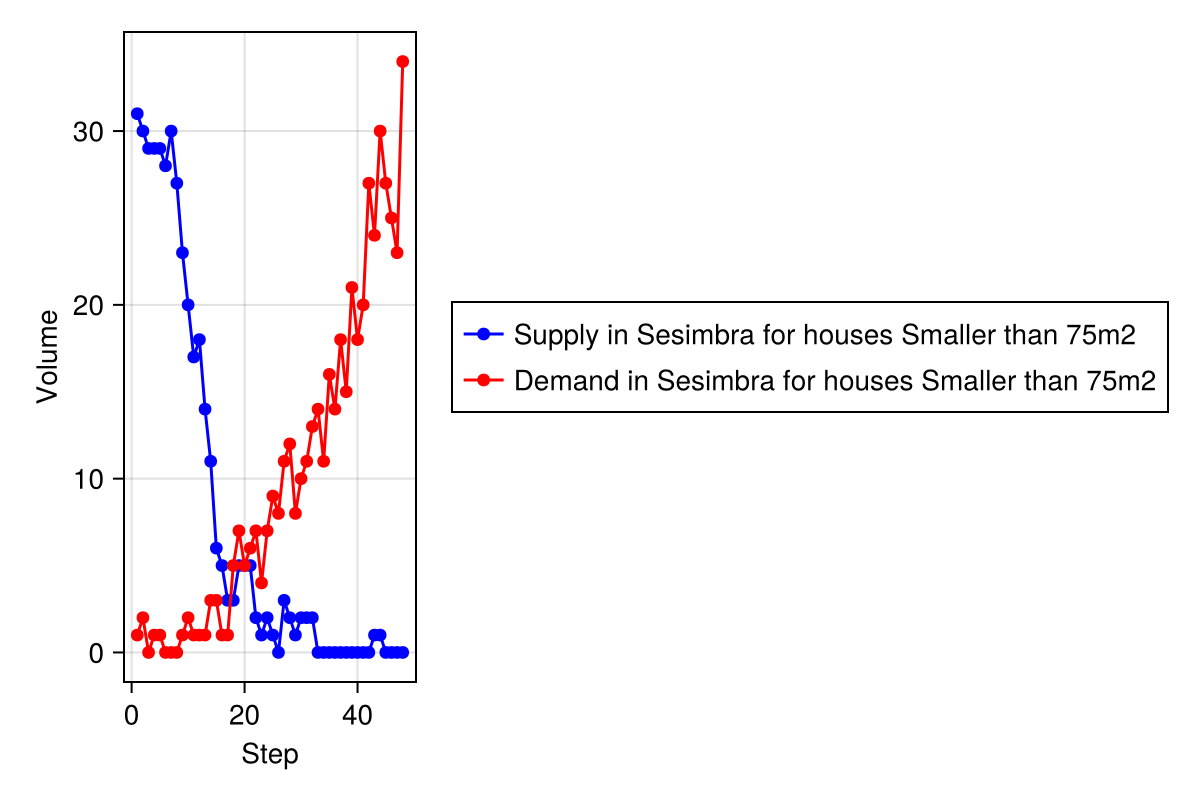 30
20
10
0
Volume
0 20 40
Step
Supply in Sesimbra for houses Smaller than 75m2
Demand in Sesimbra for houses Smaller than 75m2